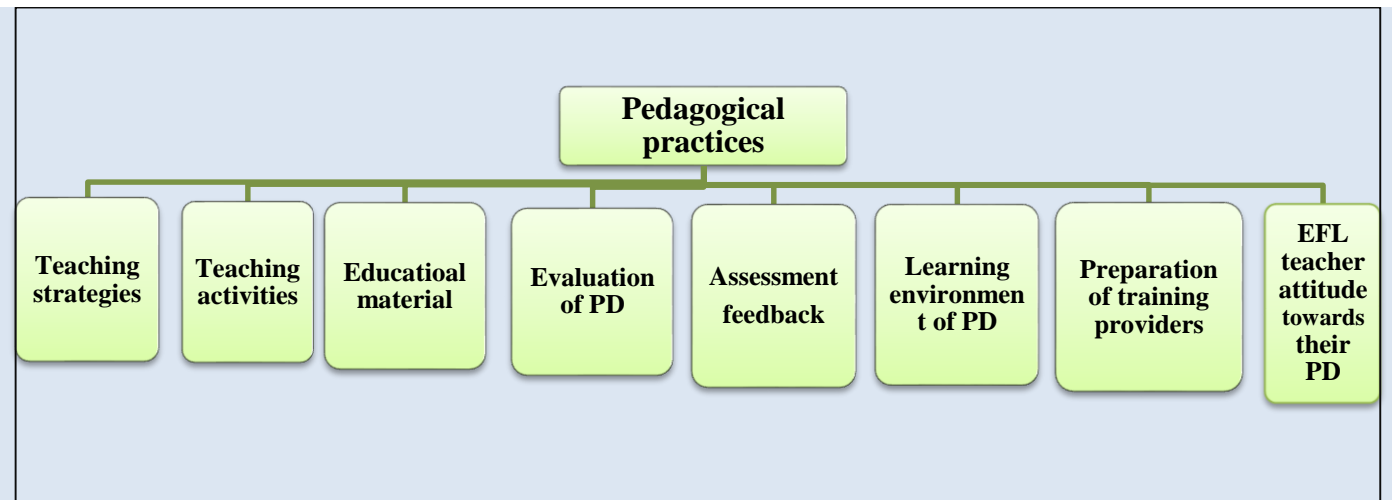 Pedagogical
practices
Teaching
strategies
Teaching
activities
Educatioal
material
Evaluation
of PD
Assessment
feedback
Learning
environmen
t of PD
Preparation
of training
providers
EFL
teacher
attitude
towards
their
PD